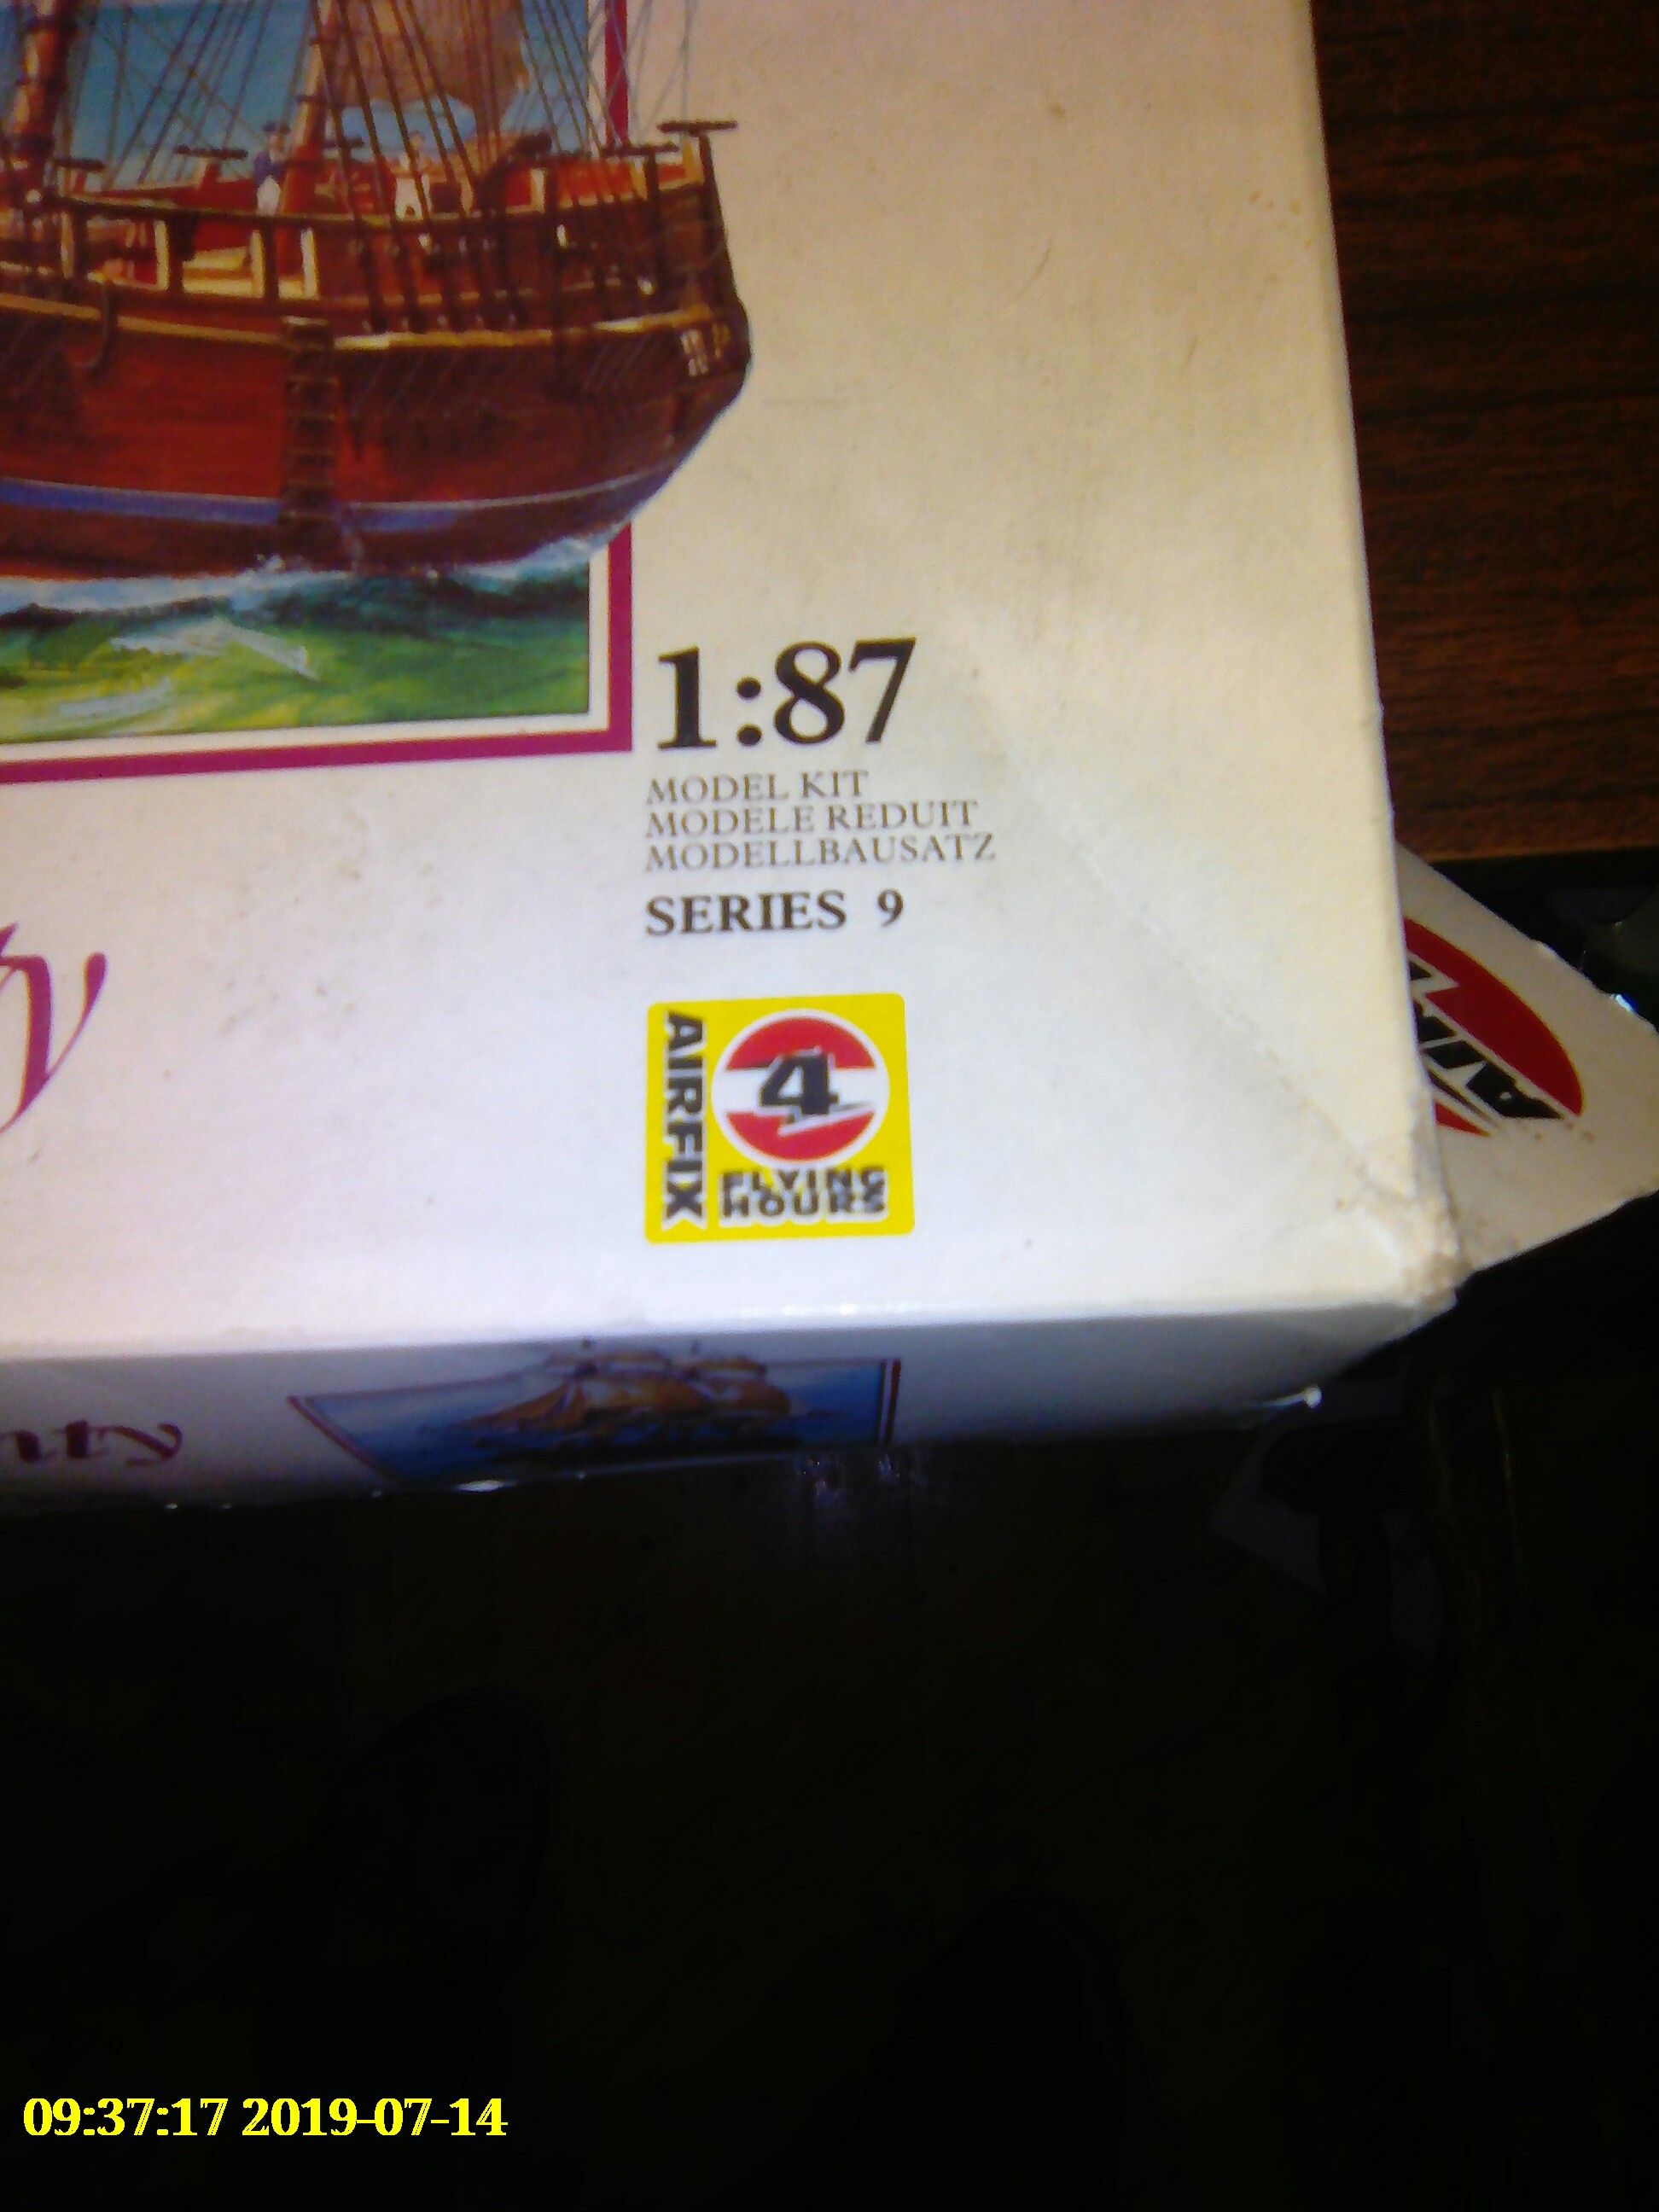 1:87
MODEL KIT
MODELE REDUIT
MODELLBAUSATZ
SERIES 9
y
AIRFIX
4
FLYING
HOURS
nty
09:37:17 2019-07-14